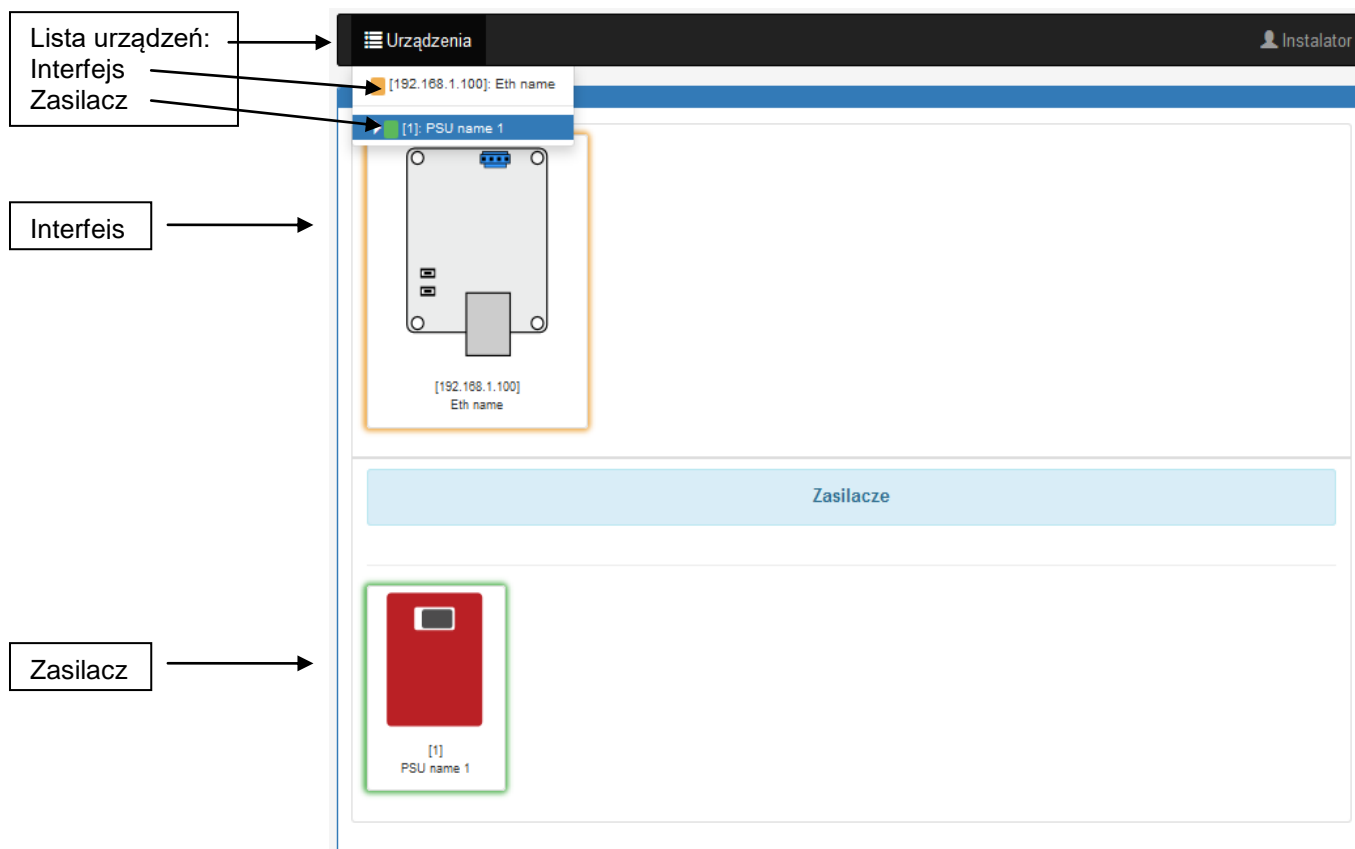 Lista urządzeń:
Interfejs
Zasilacz
Urządzenia
Instalator
[192.168.1.100]: Eth name
[1]: PSU name 1
Interfejs
[192.168.1.100]
Eth name
Zasilacze
Zasilacz
[1]
PSU name 1